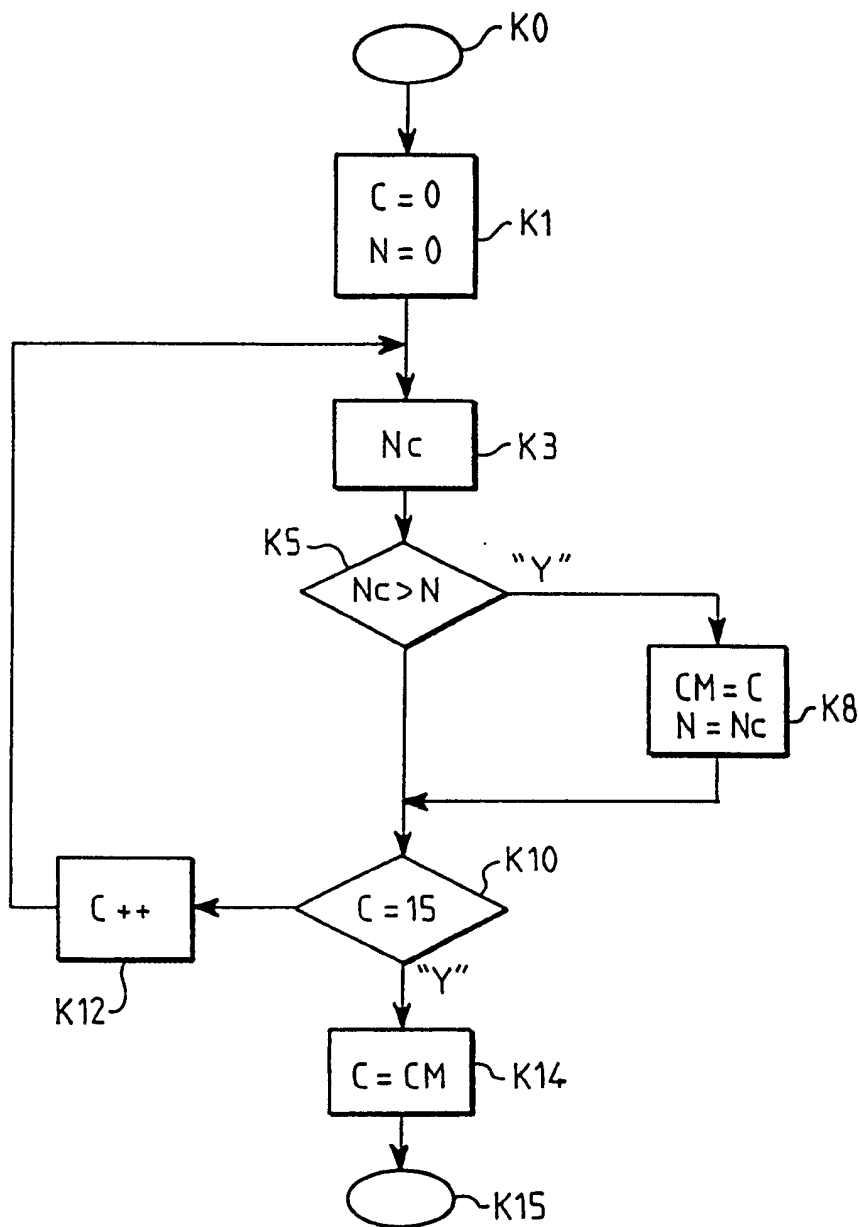 K0
C = 0
N = 0
K1
Nc
K3
K5
Nc > N
"Y"
CM = C
N = Nc
K8
K10
C = 15
C ++
K12
"Y"
C = CM
K14
K15